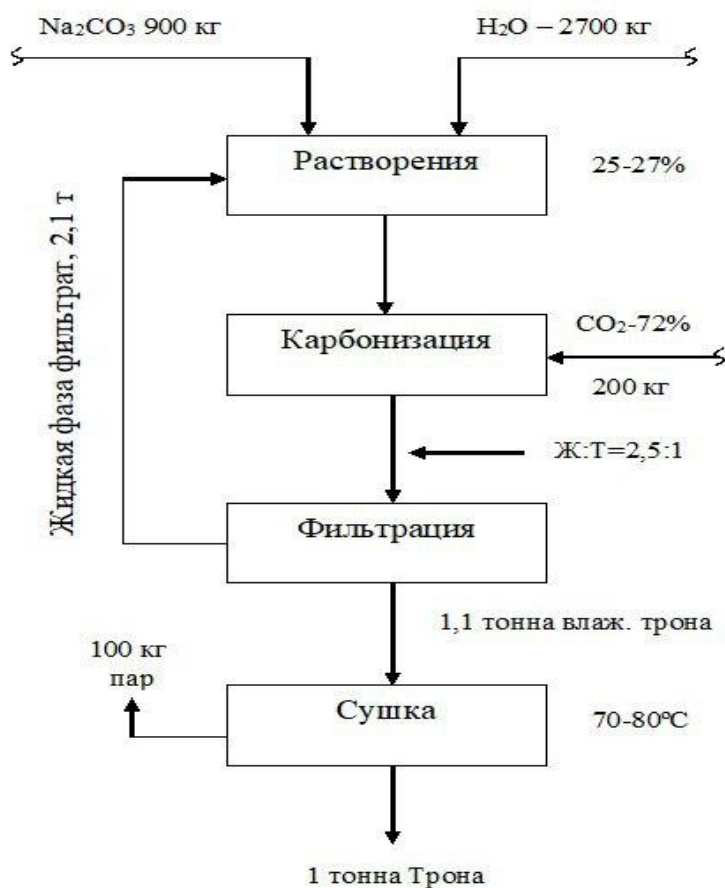 Na₂CO₃ 900 кг
H₂O – 2700 кг
Растворения
25-27%
Жидкая фаза фильтрат, 2,1 т
Карбонизация
CO₂-72%
200 кг
Ж:Т=2,5:1
Фильтрация
1,1 тонна влаж. трона
100 кг
пар
Сушка
70-80ºС
1 тонна Трона